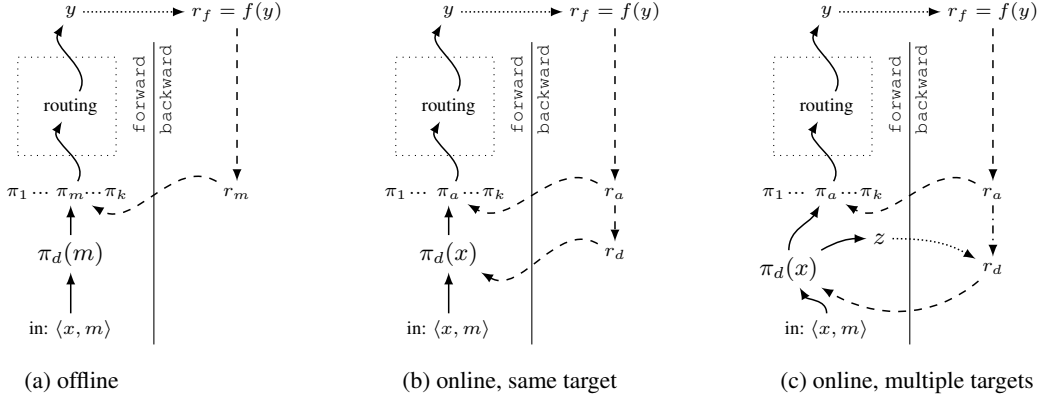 y r_f = f(y)
forward
backward
routing
π_1 ... π_m ... π_k r_m
π_d(m)
in: ⟨x, m⟩
(a) offline
y r_f = f(y)
forward
backward
routing
π_1 ... π_a ... π_k r_a
π_d(x) r_d
in: ⟨x, m⟩
(b) online, same target
y r_f = f(y)
forward
backward
routing
π_1 ... π_a ... π_k r_a
z
π_d(x) r_d
in: ⟨x, m⟩
(c) online, multiple targets